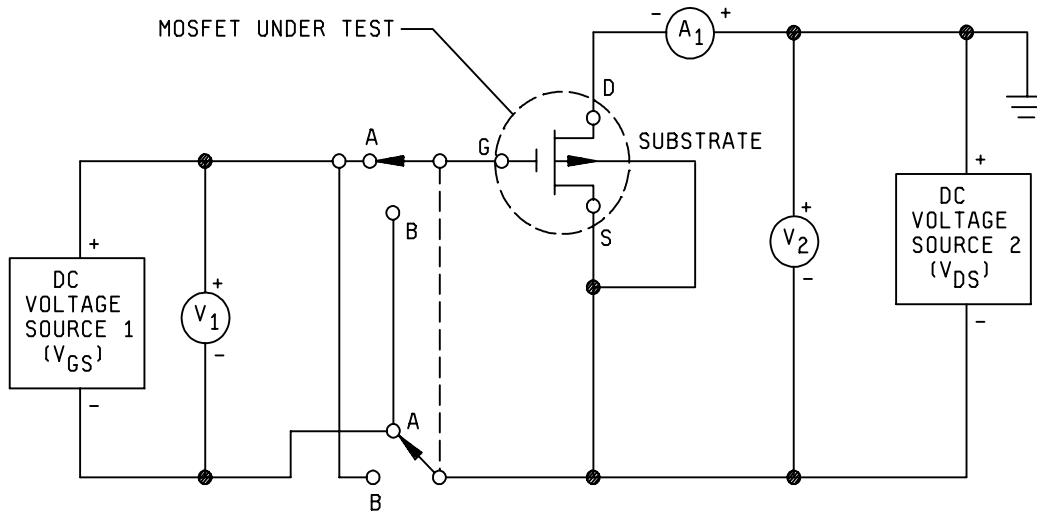 MOSFET UNDER TEST
- A1 +
D
SUBSTRATE
A
G
B
S
+
DC
VOLTAGE
SOURCE 1
(VGS)
-
+
V1
-
+
V2
-
+
DC
VOLTAGE
SOURCE 2
(VDS)
-
A
B